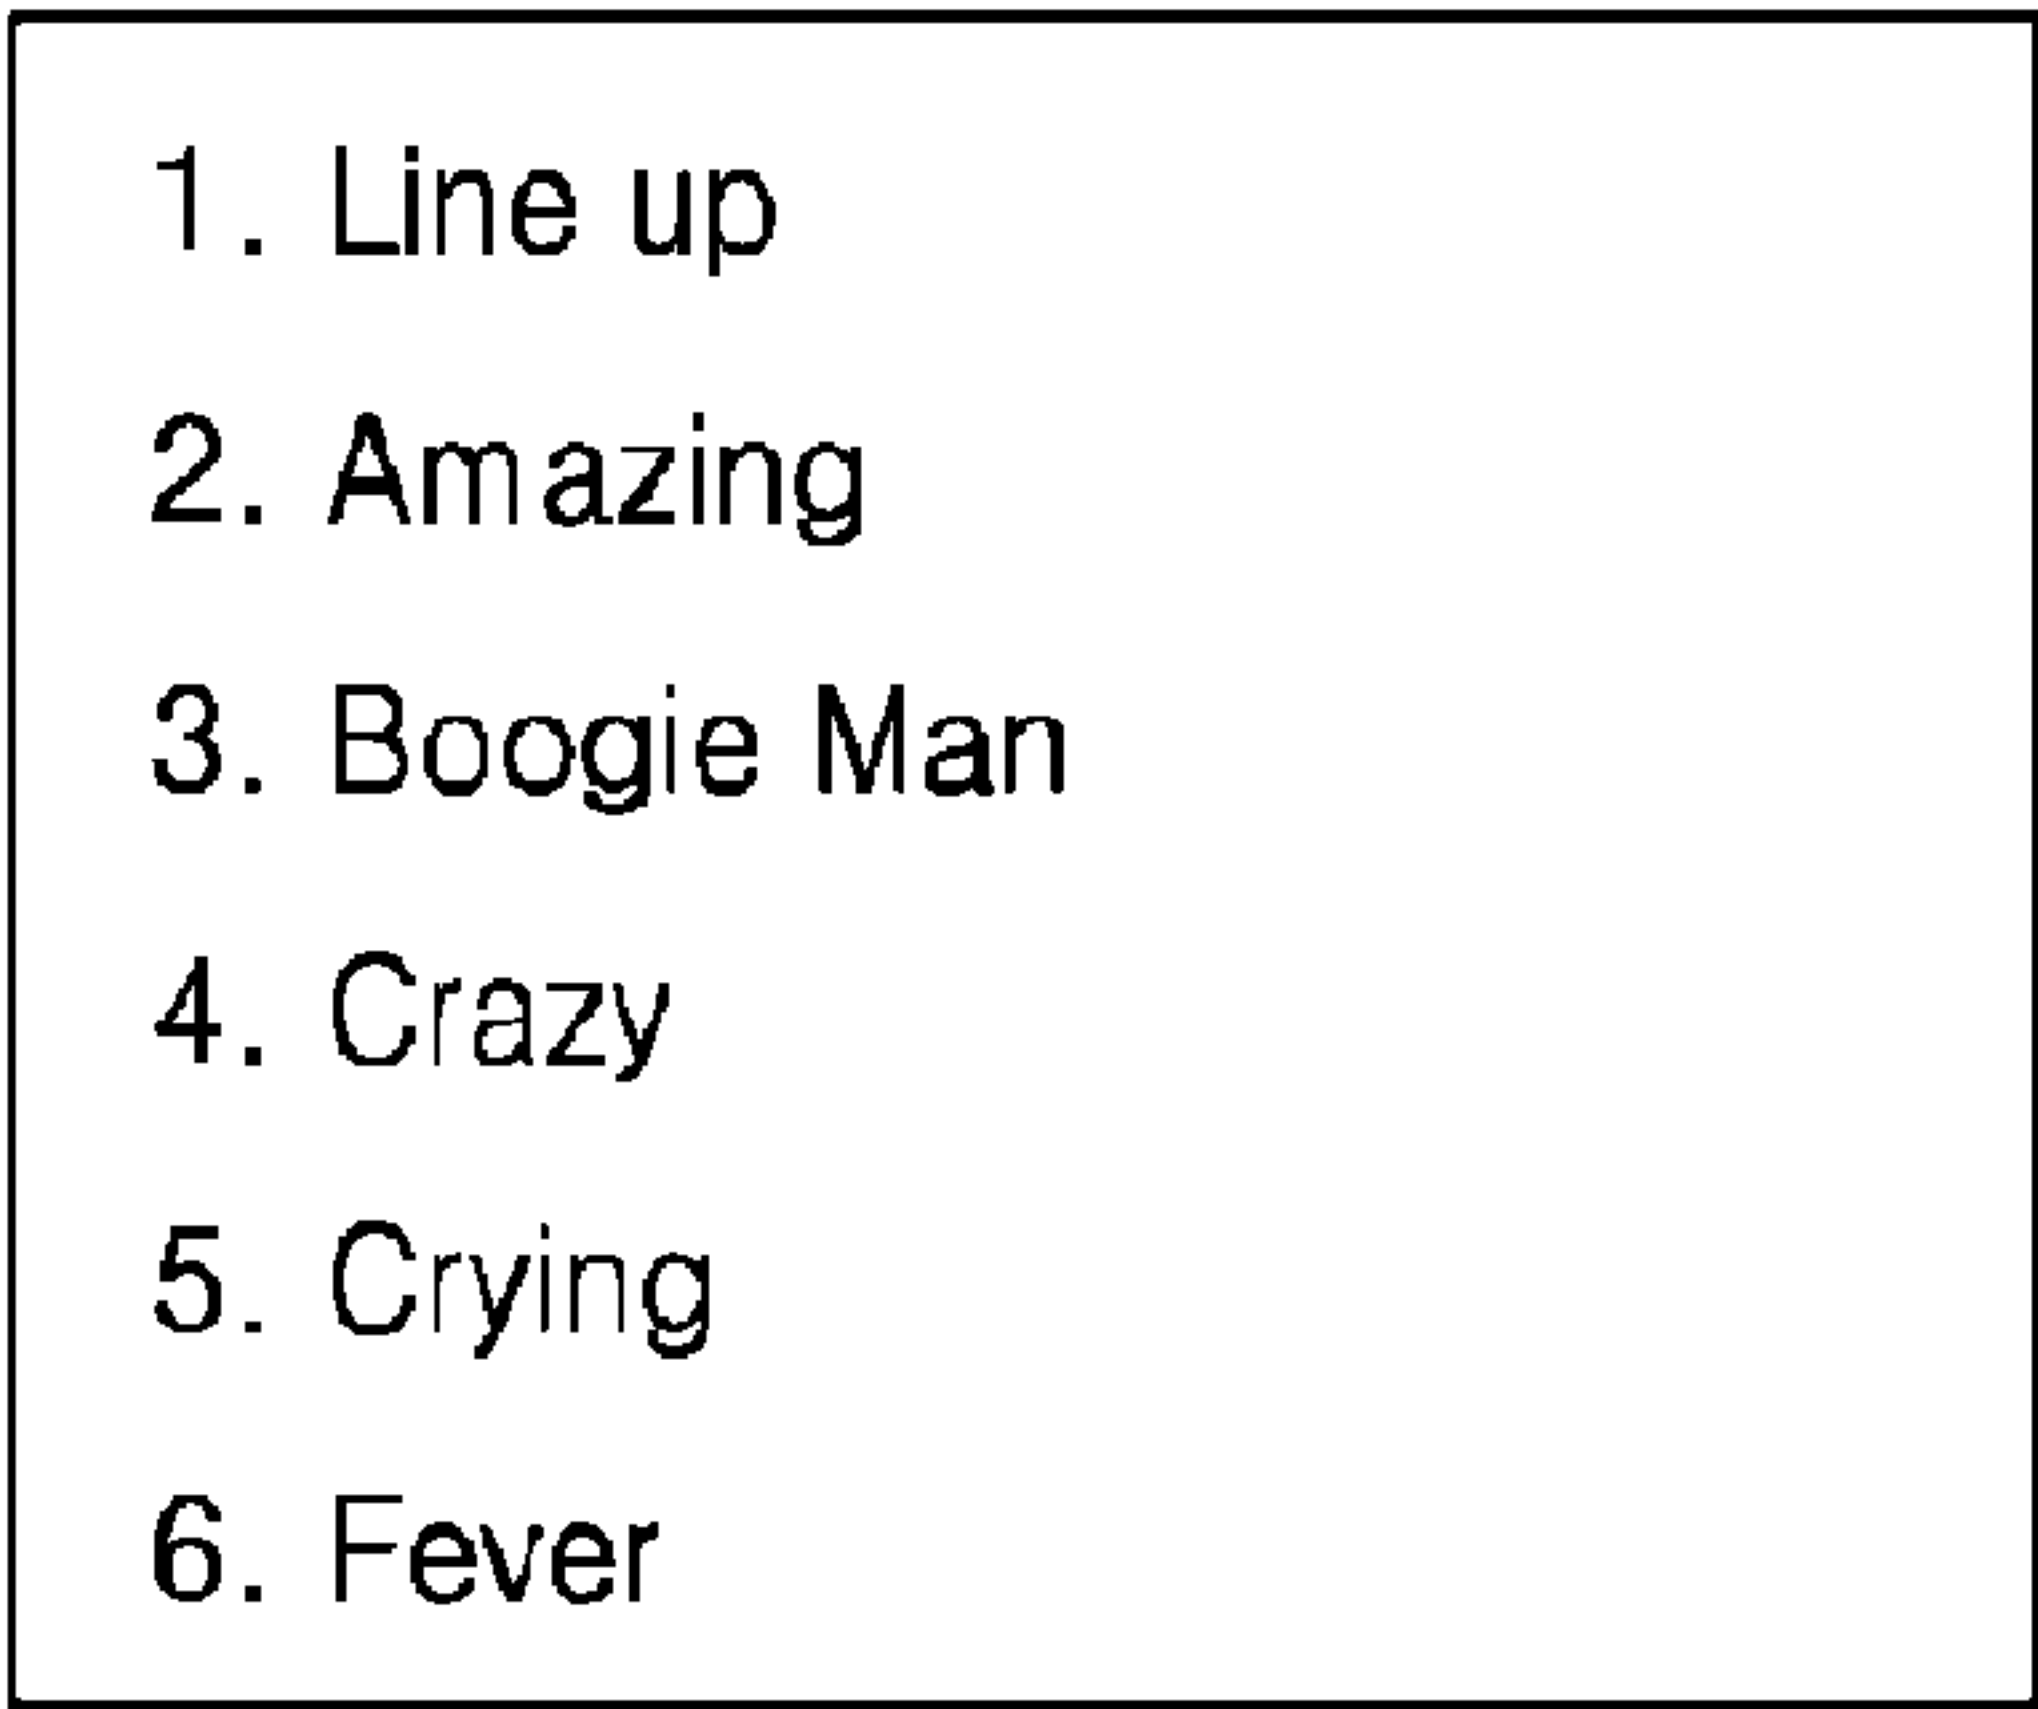 1. Line up
2. Amazing
3. Boogie Man
4. Crazy
5. Crying
6. Fever